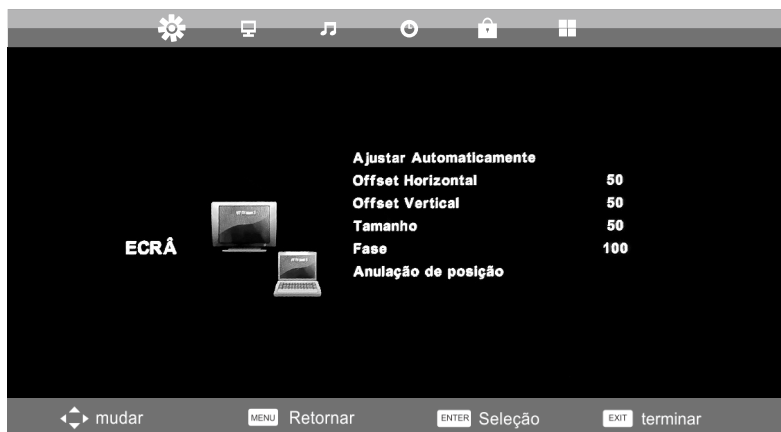 Ajustar Automaticamente
Offset Horizontal 50
Offset Vertical 50
Tamanho 50
ECRÂ
Fase 100
Anulação de posição
mudar MENU Retornar ENTER Seleção EXIT terminar